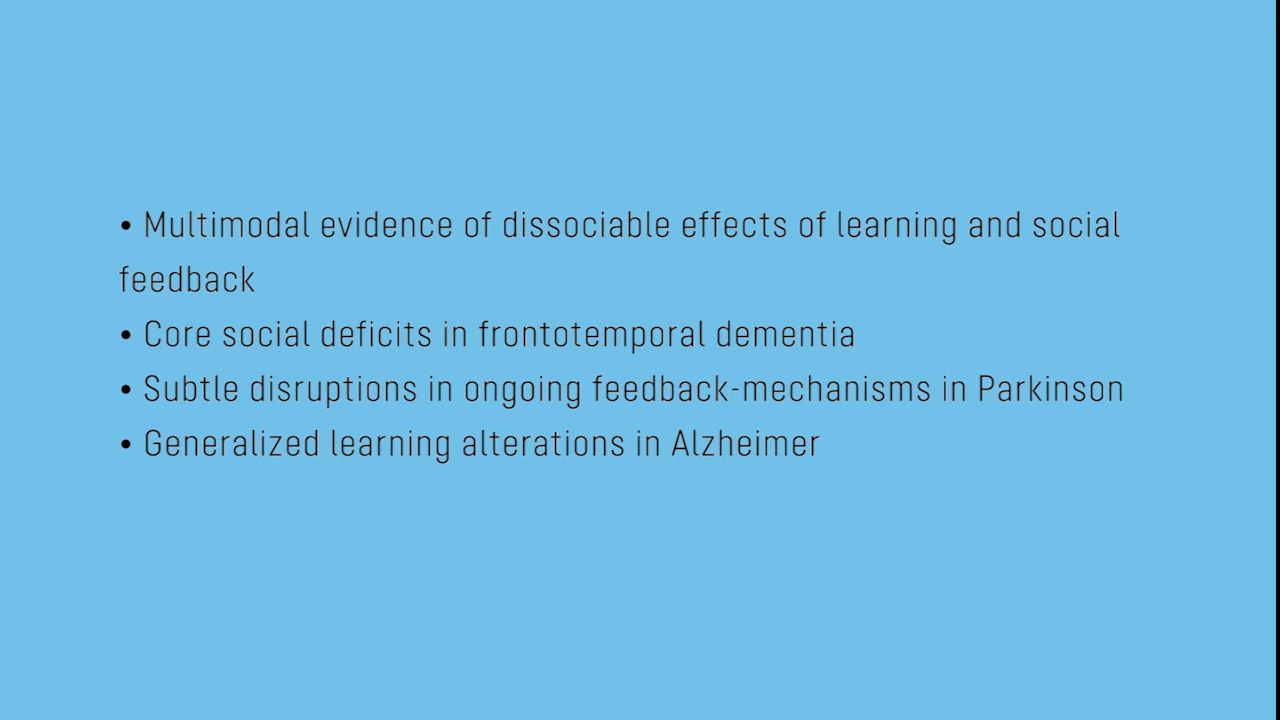 • Multimodal evidence of dissociable effects of learning and social
feedback
• Core social deficits in frontotemporal dementia
• Subtle disruptions in ongoing feedback-mechanisms in Parkinson
• Generalized learning alterations in Alzheimer